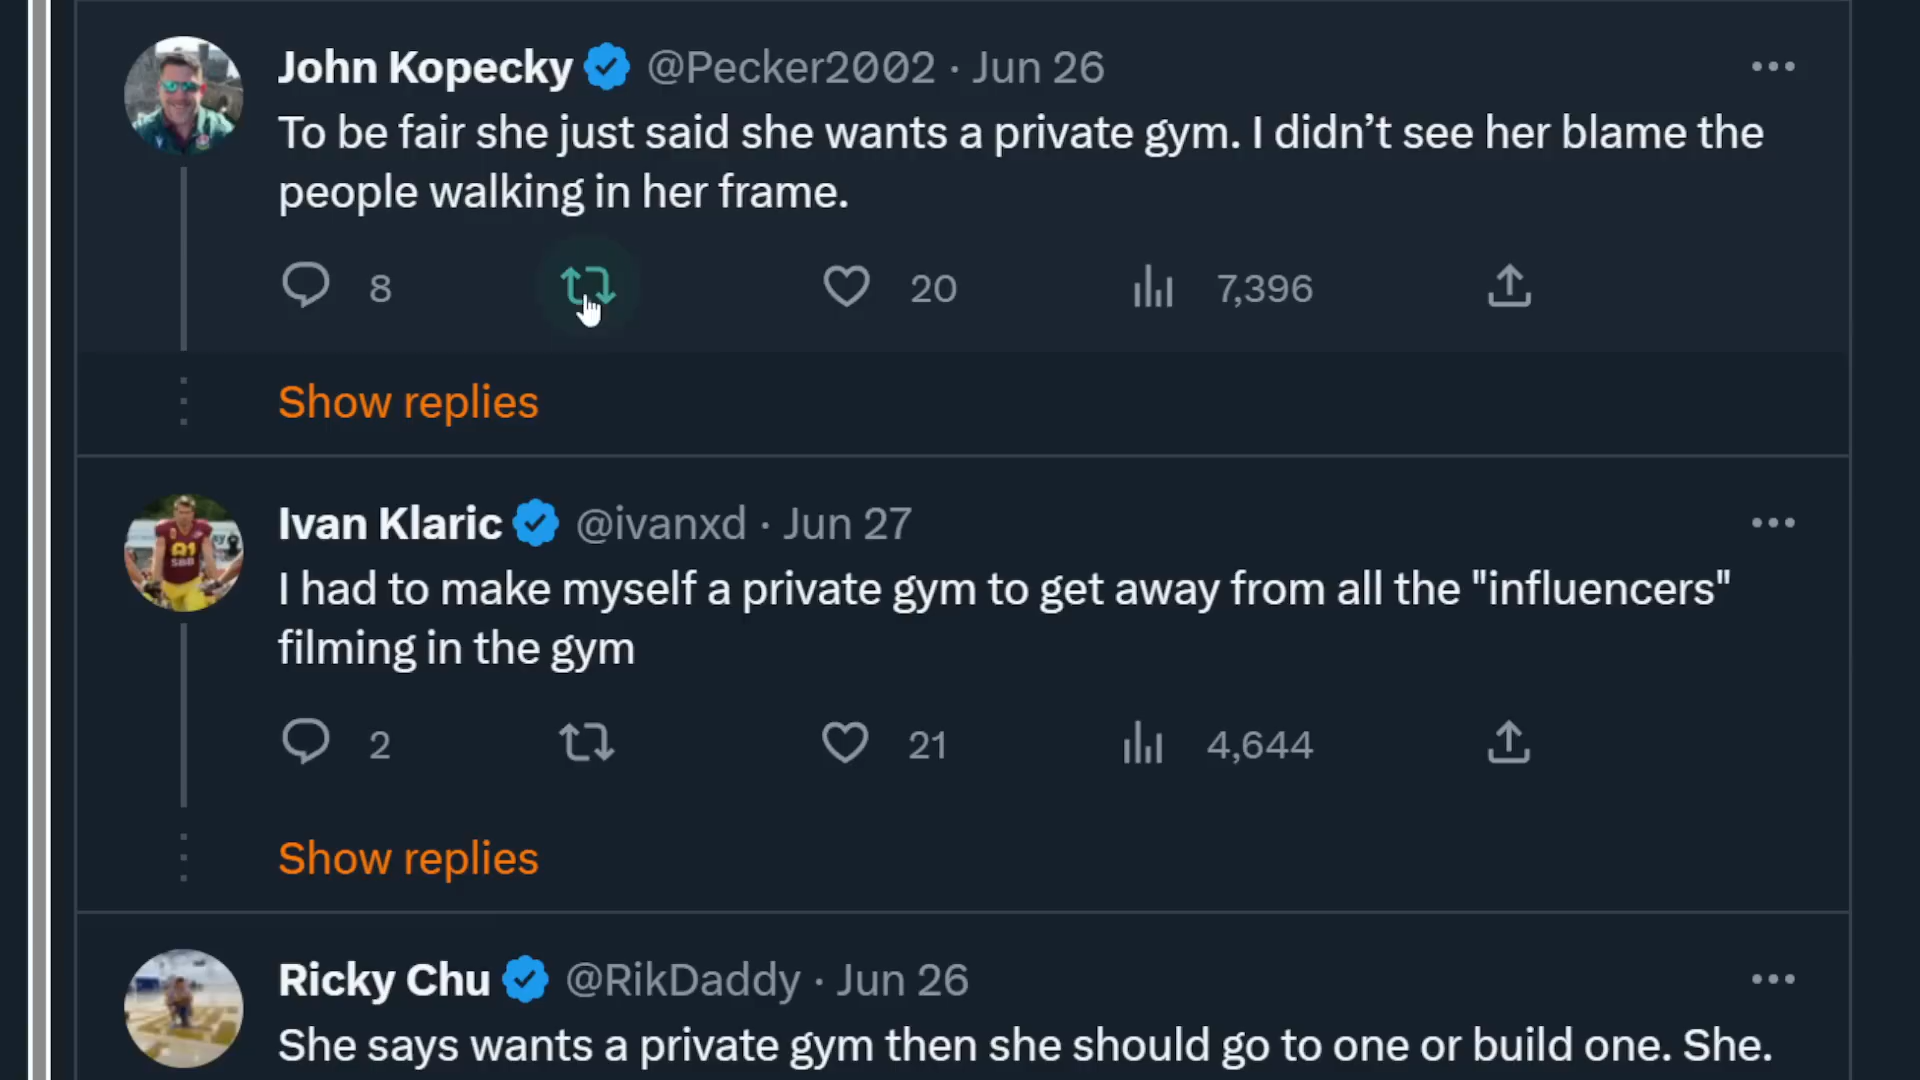 John Kopecky @Pecker2002 · Jun 26
To be fair she just said she wants a private gym. I didn’t see her blame the
people walking in her frame.
8 20 7,396
Show replies
Ivan Klaric @ivanxd · Jun 27
I had to make myself a private gym to get away from all the "influencers"
filming in the gym
2 21 4,644
Show replies
Ricky Chu @RikDaddy · Jun 26
She says wants a private gym then she should go to one or build one. She.